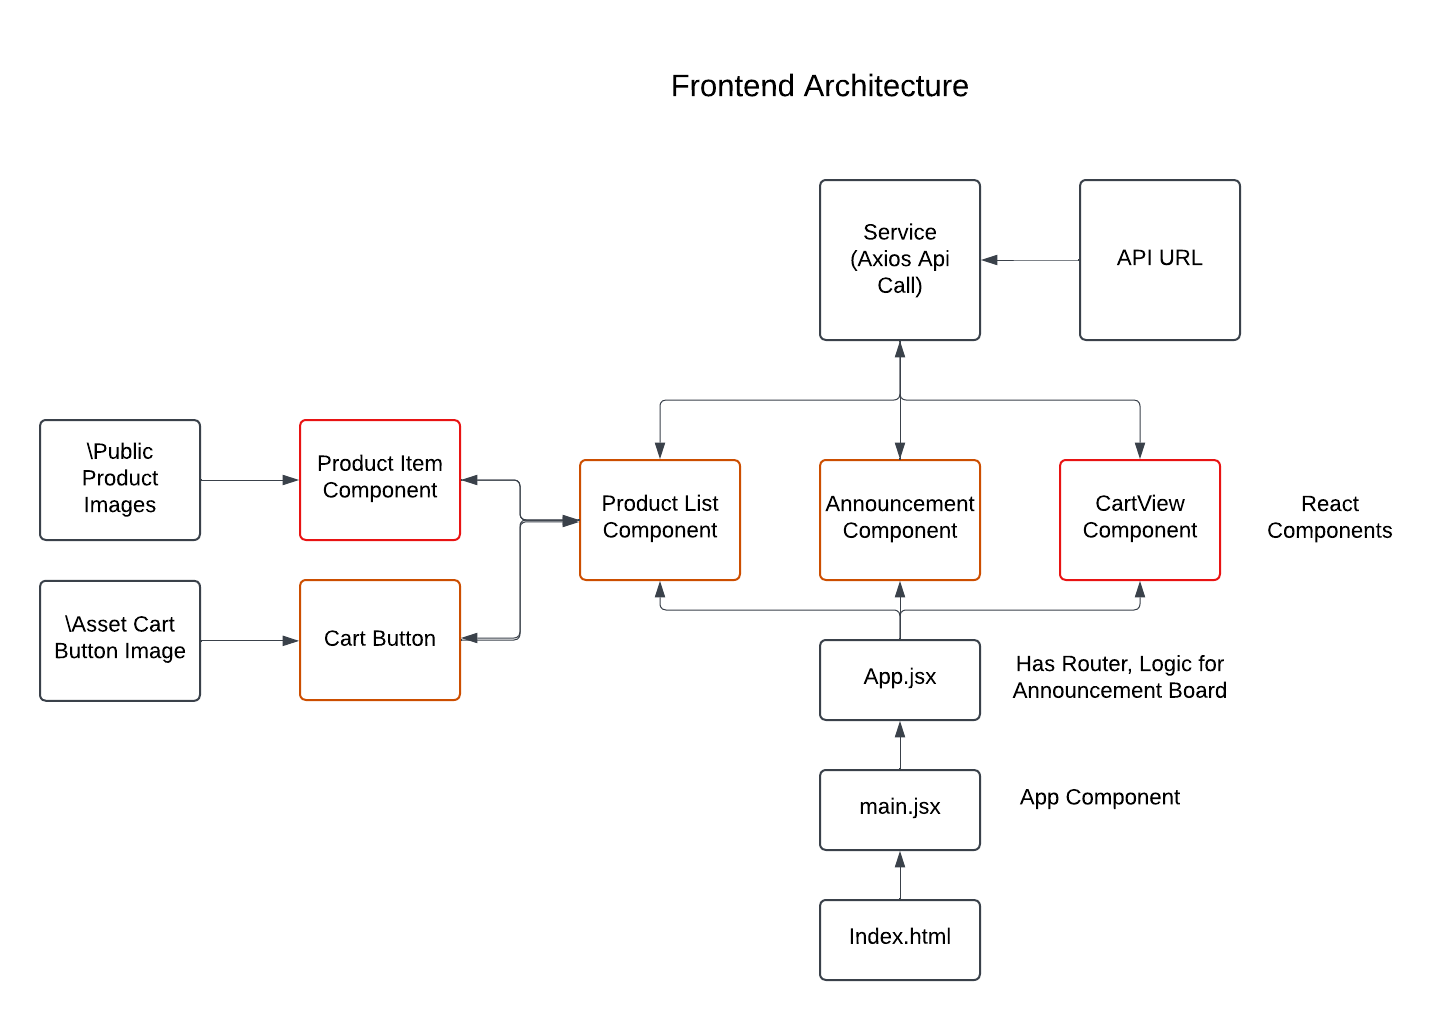 Frontend Architecture
Service
(Axios Api
Call)
API URL
\Public
Product
Images
Product Item
Component
Product List
Component
Announcement
Component
CartView
Component
React
Components
\Asset Cart
Button Image
Cart Button
App.jsx
Has Router, Logic for
Announcement Board
main.jsx
App Component
Index.html